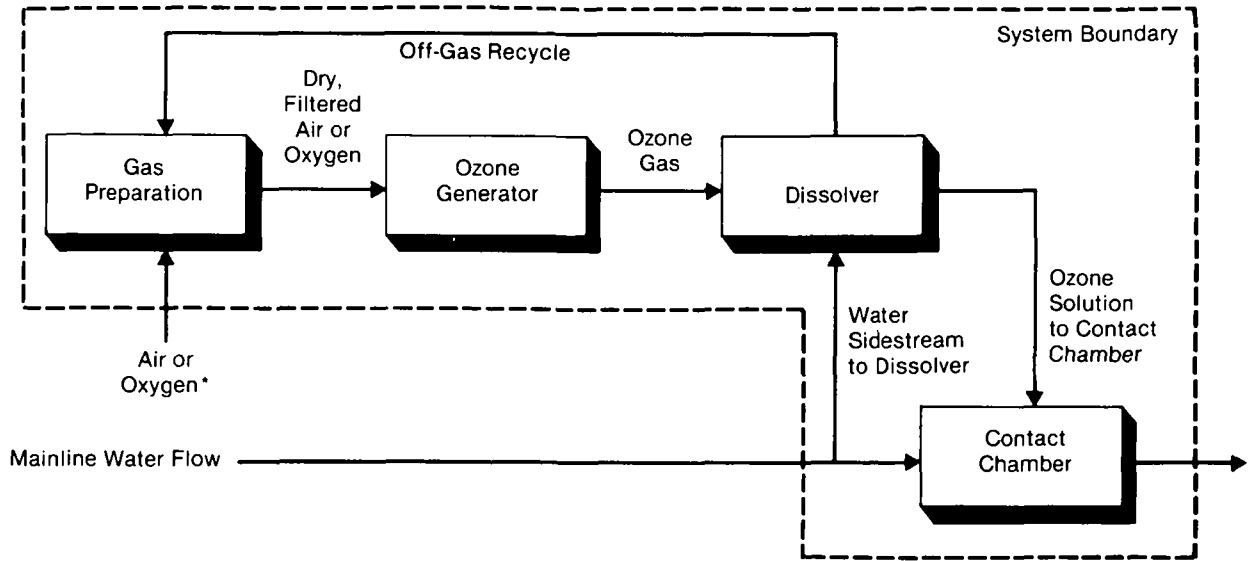 System Boundary
Off-Gas Recycle
Dry,
Filtered
Air or
Oxygen
Ozone
Gas
Gas
Preparation
Ozone
Generator
Dissolver
Air or
Oxygen*
Water
Sidestream
to Dissolver
Ozone
Solution
to Contact
Chamber
Mainline Water Flow
Contact
Chamber